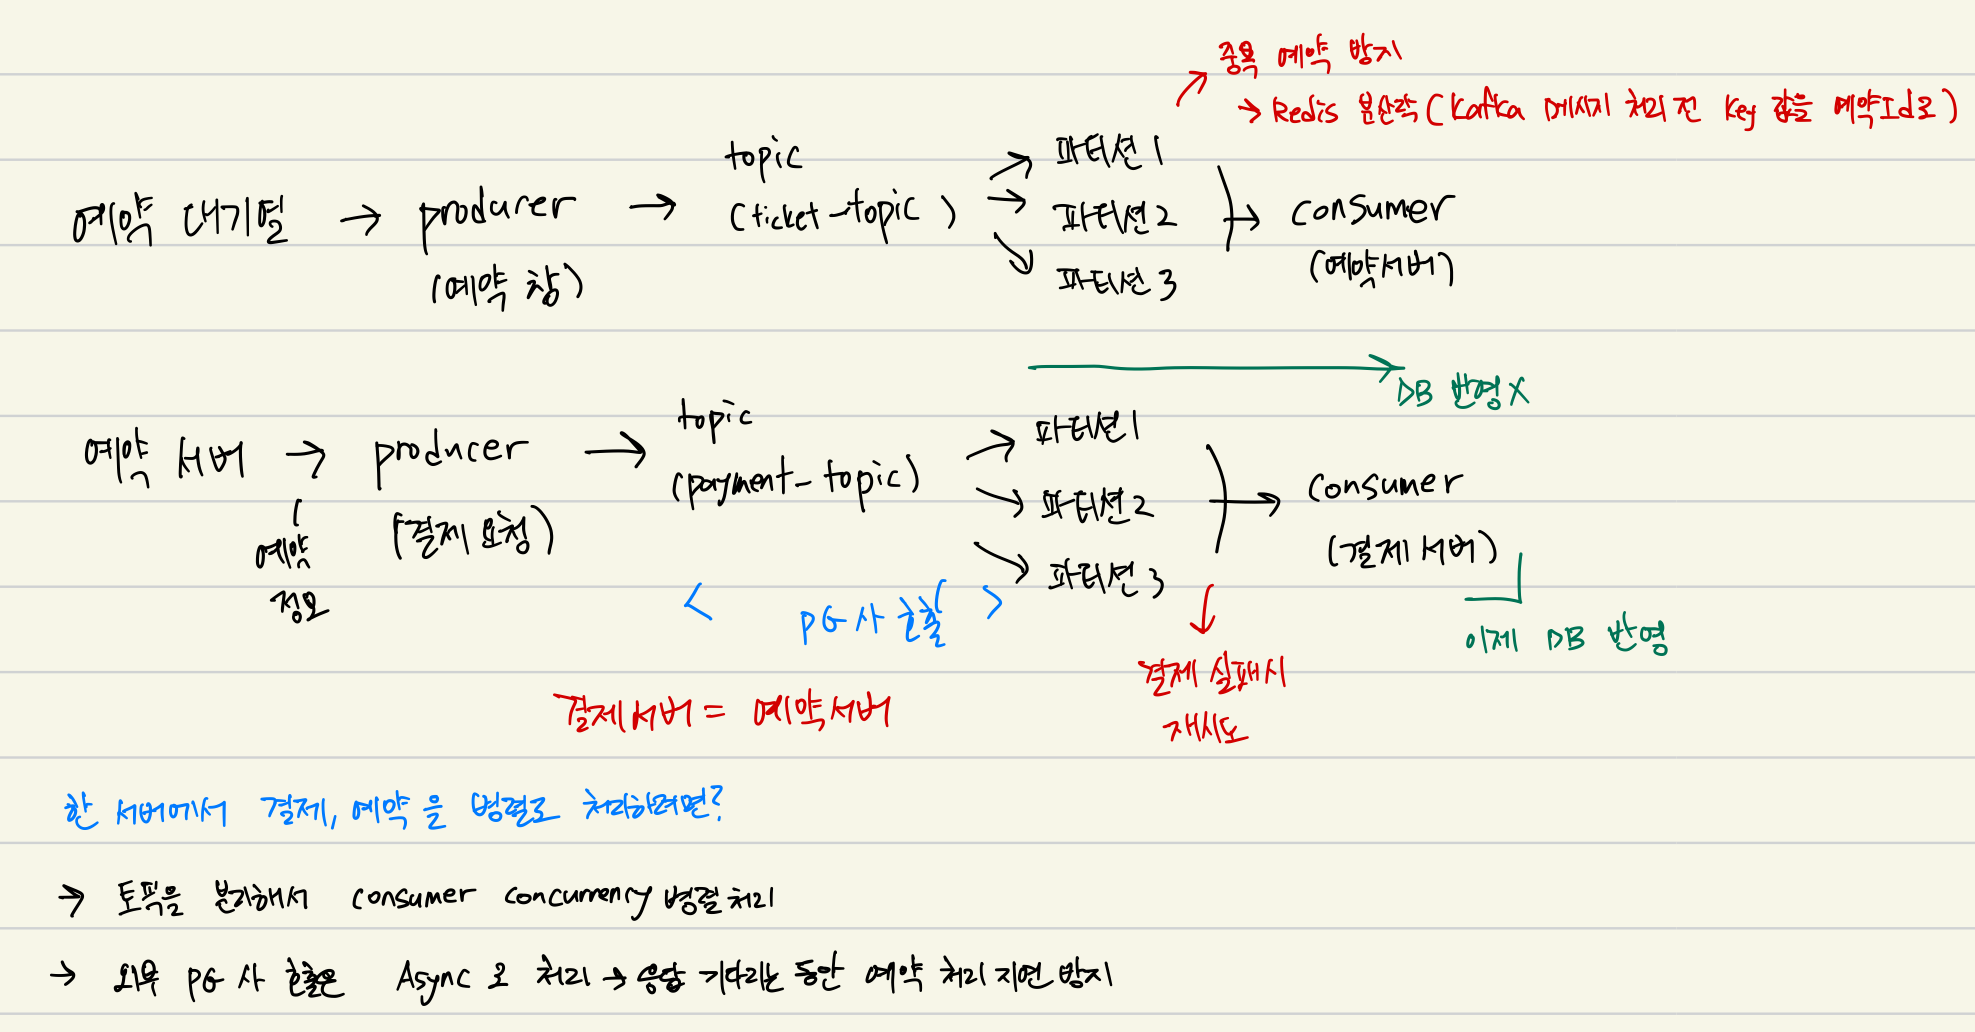 중복 예약 방지
→ Redis 분산락 (Kafka 메시지 처리 전 Key 값을 예약Id로)
예약 대기열 → producer → topic → 파티션 1
(예약 창)
(ticket-topic)
파티션 2 → consumer
파티션 3
(예약서버)
DB 반영 X
예약 서버 → producer → topic → 파티션 1
예약
정보
(결제 요청)
(payment-topic)
파티션 2 → consumer
파티션 3
(결제 서버)
< PG사 호출 >
이제 DB 반영
결제 실패시
재시도
결제서버 = 예약서버
한 서버에서 결제, 예약을 병렬로 처리하려면?
→ 토픽을 분리해서 consumer concurrency 병렬처리
→ 외부 PG 사 호출은 Async 로 처리 → 응답 기다리는 동안 예약 처리 지연 방지